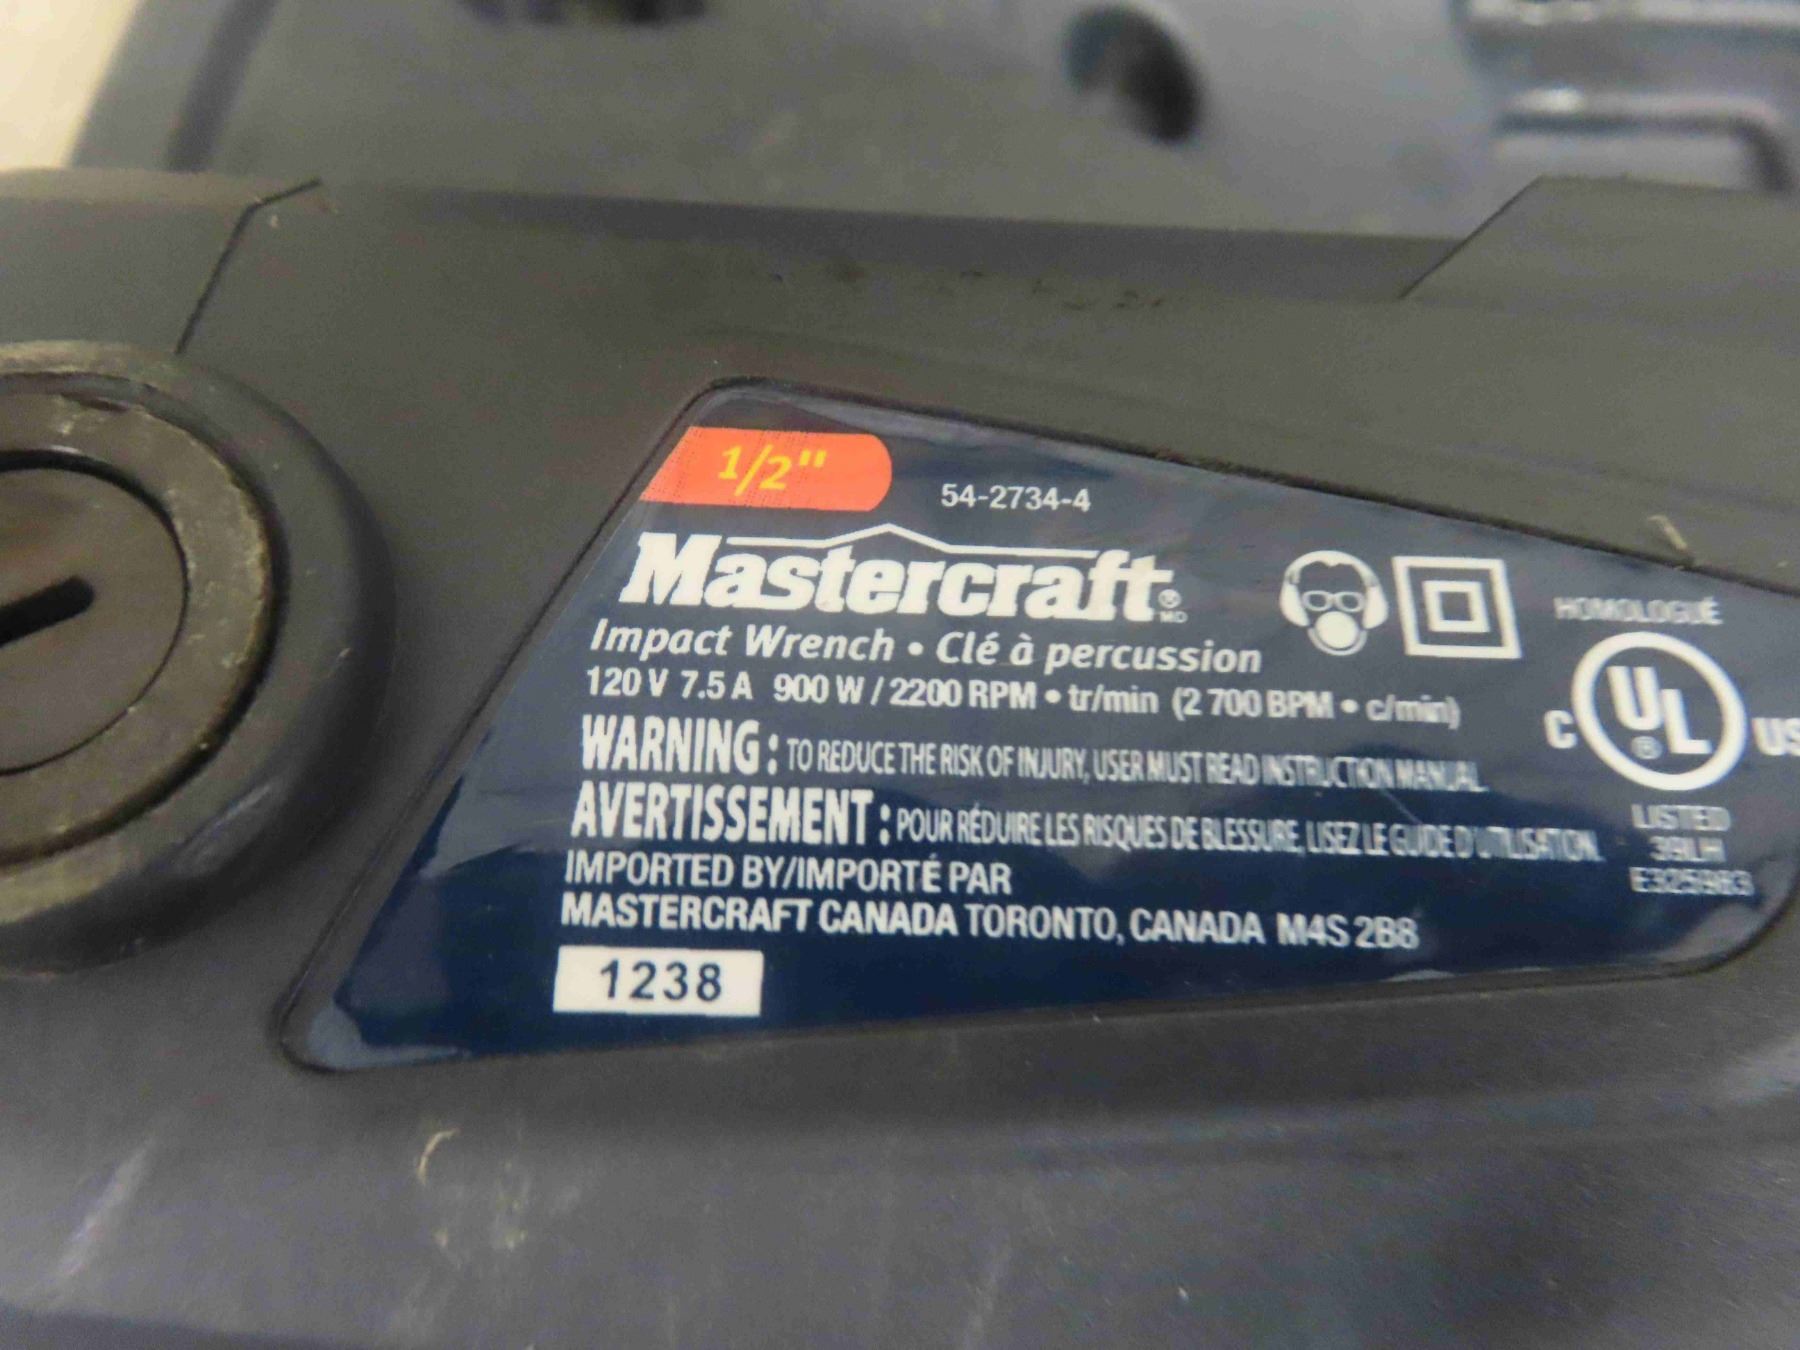 1/2"
54-2734-4
Mastercraft®
MD
Impact Wrench • Clé à percussion
120 V 7.5 A 900 W / 2200 RPM • tr/min (2 700 BPM • c/min)
WARNING: TO REDUCE THE RISK OF INJURY, USER MUST READ INSTRUCTION MANUAL.
AVERTISSEMENT: POUR RÉDUIRE LES RISQUES DE BLESSURE, LISEZ LE GUIDE D'UTILISATION.
IMPORTED BY/IMPORTÉ PAR
MASTERCRAFT CANADA TORONTO, CANADA M4S 2B8
1238
HOMOLOGUÉ
C UL® US
LISTED
39LH
E325983